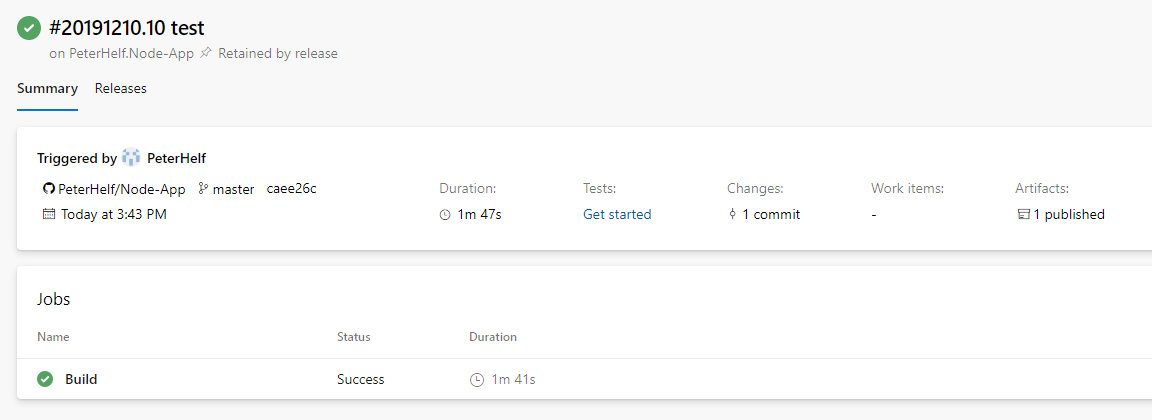 #20191210.10 test
on PeterHelf.Node-App Retained by release
Summary Releases
Triggered by PeterHelf
PeterHelf/Node-App master caee26c Duration: Tests: Changes: Work items: Artifacts:
Today at 3:43 PM 1m 47s Get started 1 commit - 1 published
Jobs
Name Status Duration
Build Success 1m 41s